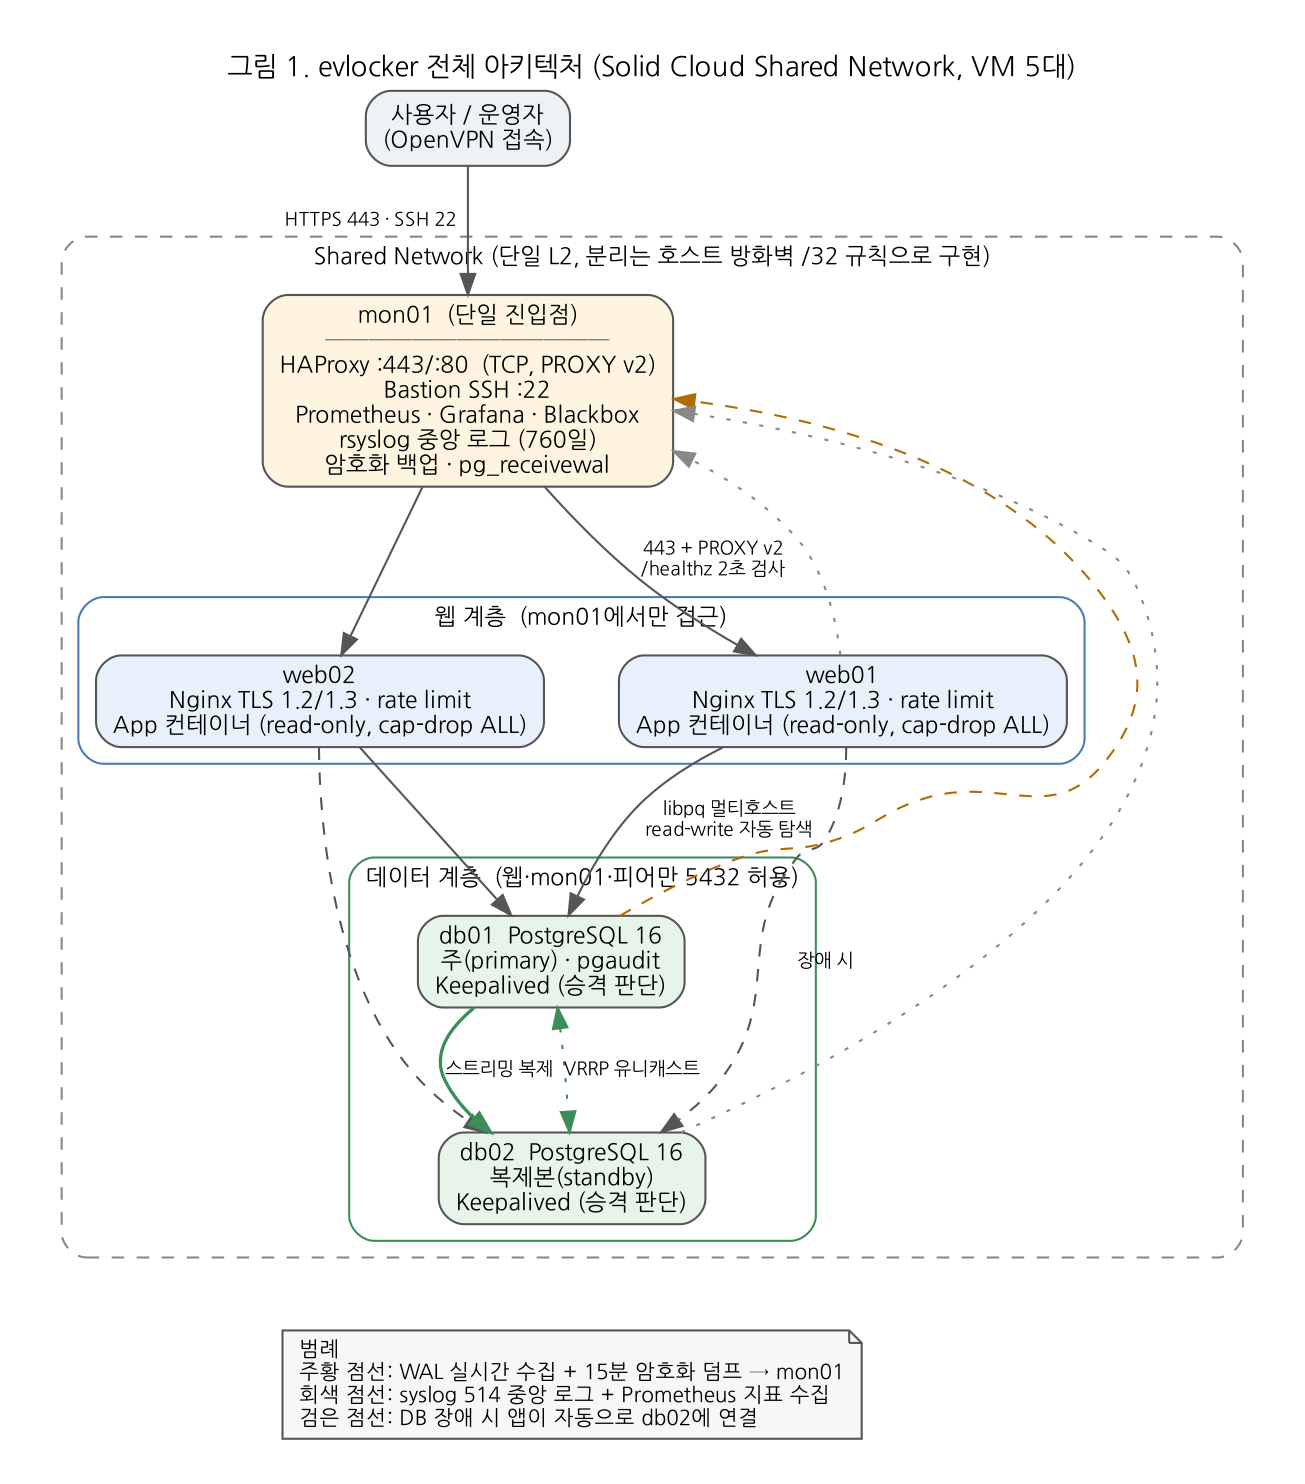 그림 1. evlocker 전체 아키텍처 (Solid Cloud Shared Network, VM 5대)
사용자 / 운영자
(OpenVPN 접속)
HTTPS 443 · SSH 22
Shared Network (단일 L2, 분리는 호스트 방화벽 /32 규칙으로 구현)
mon01  (단일 진입점)
────────────────────
HAProxy :443/:80  (TCP, PROXY v2)
Bastion SSH :22
Prometheus · Grafana · Blackbox
rsyslog 중앙 로그 (760일)
암호화 백업 · pg_receivewal
443 + PROXY v2
/healthz 2초 검사
웹 계층  (mon01에서만 접근)
web02
Nginx TLS 1.2/1.3 · rate limit
App 컨테이너 (read-only, cap-drop ALL)
web01
Nginx TLS 1.2/1.3 · rate limit
App 컨테이너 (read-only, cap-drop ALL)
libpq 멀티호스트
read-write 자동 탐색
데이터 계층  (웹·mon01·피어만 5432 허용)
db01  PostgreSQL 16
주(primary) · pgaudit
Keepalived (승격 판단)
장애 시
스트리밍 복제
VRRP 유니캐스트
db02  PostgreSQL 16
복제본(standby)
Keepalived (승격 판단)
범례
주황 점선: WAL 실시간 수집 + 15분 암호화 덤프 → mon01
회색 점선: syslog 514 중앙 로그 + Prometheus 지표 수집
검은 점선: DB 장애 시 앱이 자동으로 db02에 연결